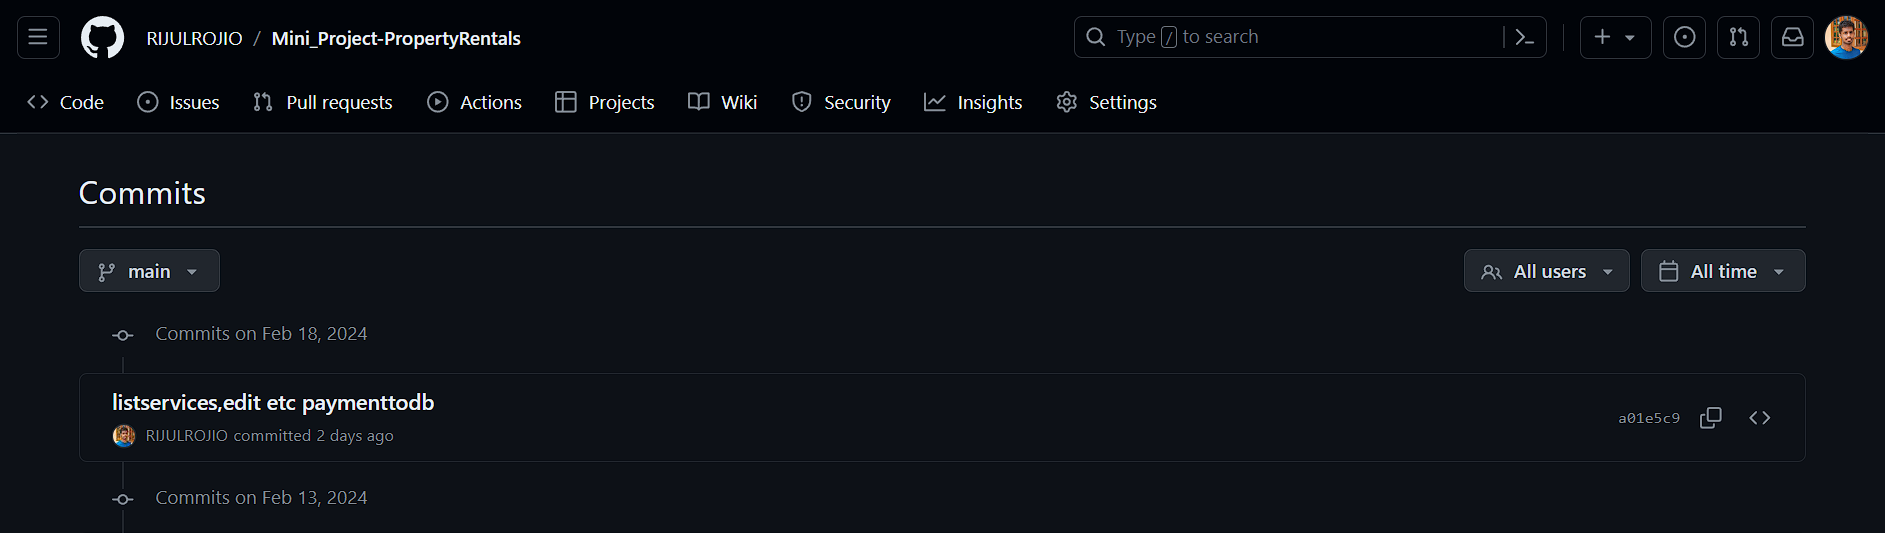 RIJULROJIO / Mini_Project-PropertyRentals
Type / to search
Code Issues Pull requests Actions Projects Wiki Security Insights Settings
Commits
main All users All time
Commits on Feb 18, 2024
listservices,edit etc paymenttodb
RIJULROJIO committed 2 days ago
a01e5c9
Commits on Feb 13, 2024